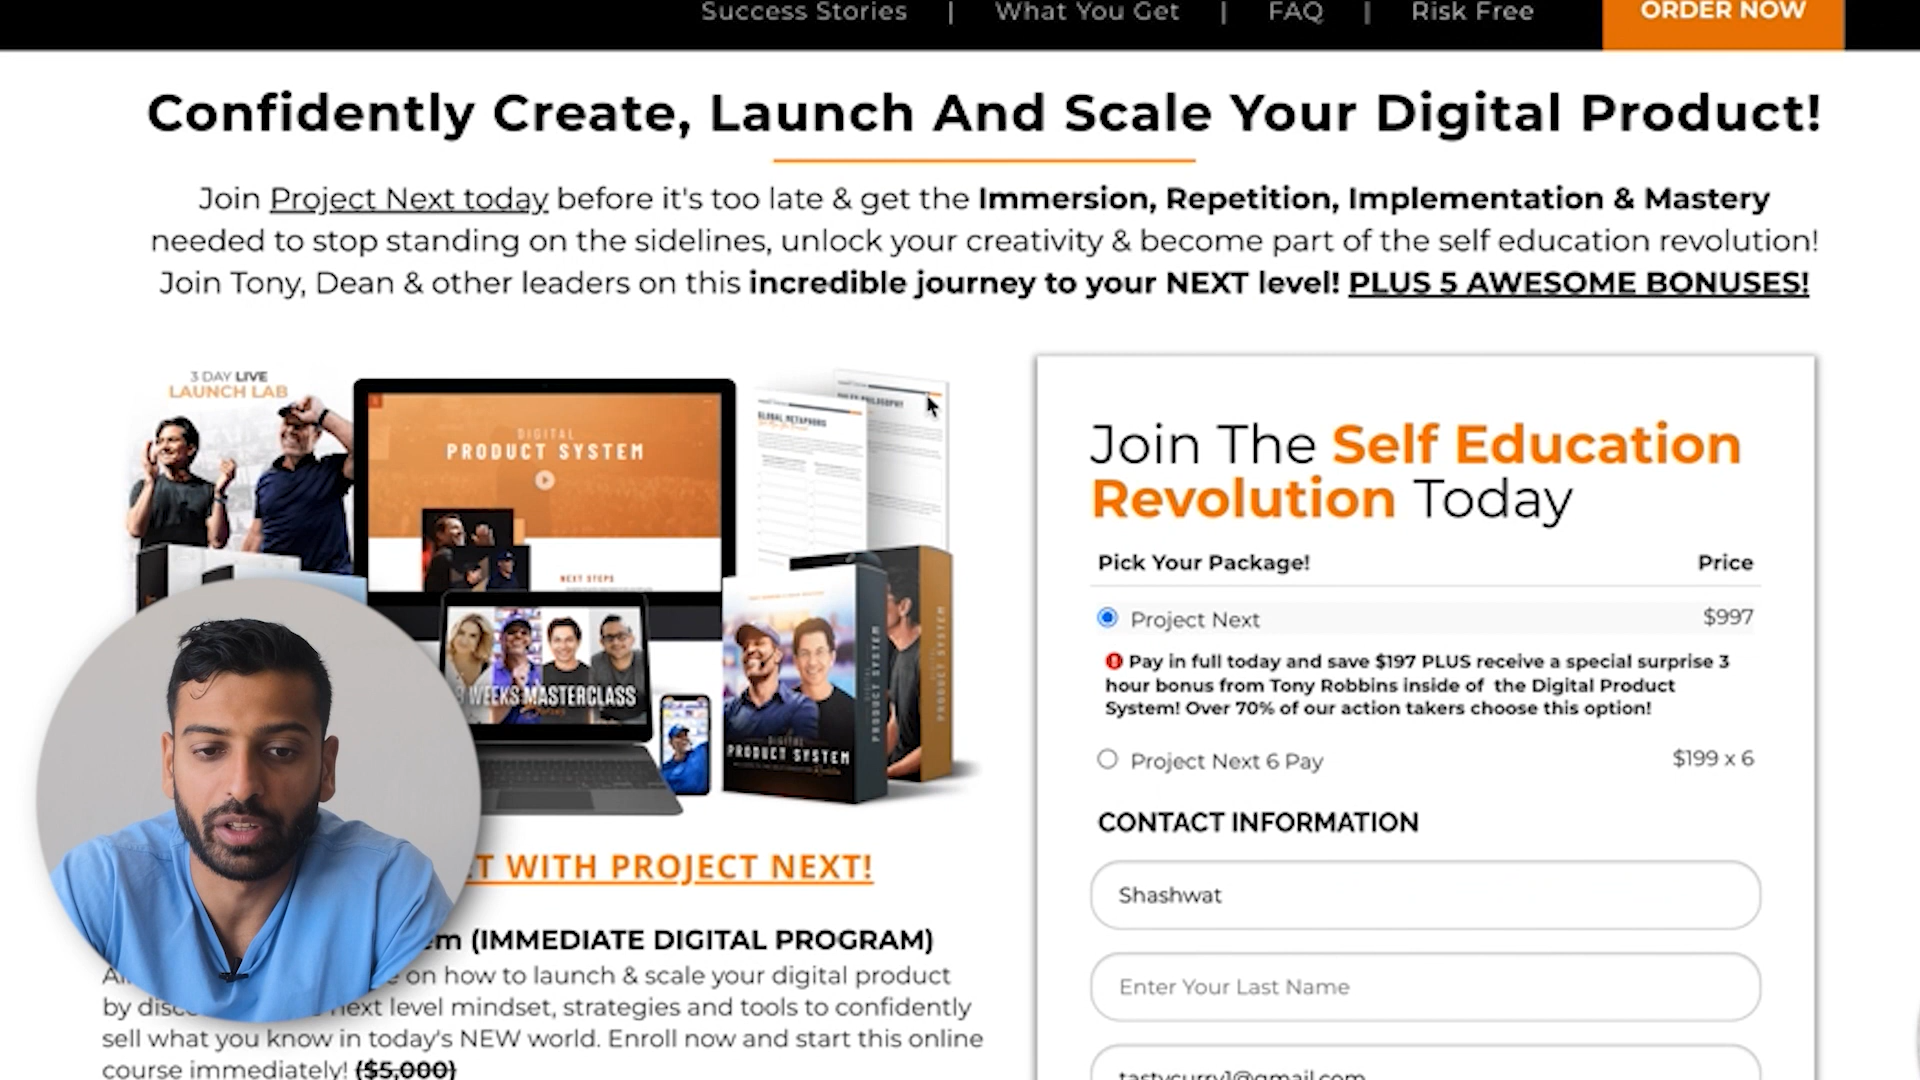 Success Stories | What You Get | FAQ | Risk Free ORDER NOW
Confidently Create, Launch And Scale Your Digital Product!
Join Project Next today before it's too late & get the Immersion, Repetition, Implementation & Mastery
needed to stop standing on the sidelines, unlock your creativity & become part of the self education revolution!
Join Tony, Dean & other leaders on this incredible journey to your NEXT level! PLUS 5 AWESOME BONUSES!
3 DAY LIVE
LAUNCH LAB
DIGITAL
PRODUCT SYSTEM
NEXT STEPS
GLOBAL METAPHORS
WEEKS MASTERCLASS
DIGITAL
PRODUCT SYSTEM
PRODUCT SYSTEM
PRODUCT SYSTEM
T WITH PROJECT NEXT!
m (IMMEDIATE DIGITAL PROGRAM)
on how to launch & scale your digital product
by next level mindset, strategies and tools to confidently
sell what you know in today's NEW world. Enroll now and start this online
course immediately! ($5,000)
Join The Self Education
Revolution Today
Pick Your Package! Price
Project Next $997
Pay in full today and save $197 PLUS receive a special surprise 3
hour bonus from Tony Robbins inside of the Digital Product
System! Over 70% of our action takers choose this option!
Project Next 6 Pay $199 x 6
CONTACT INFORMATION
Shashwat
Enter Your Last Name
tastycurry1@gmail.com